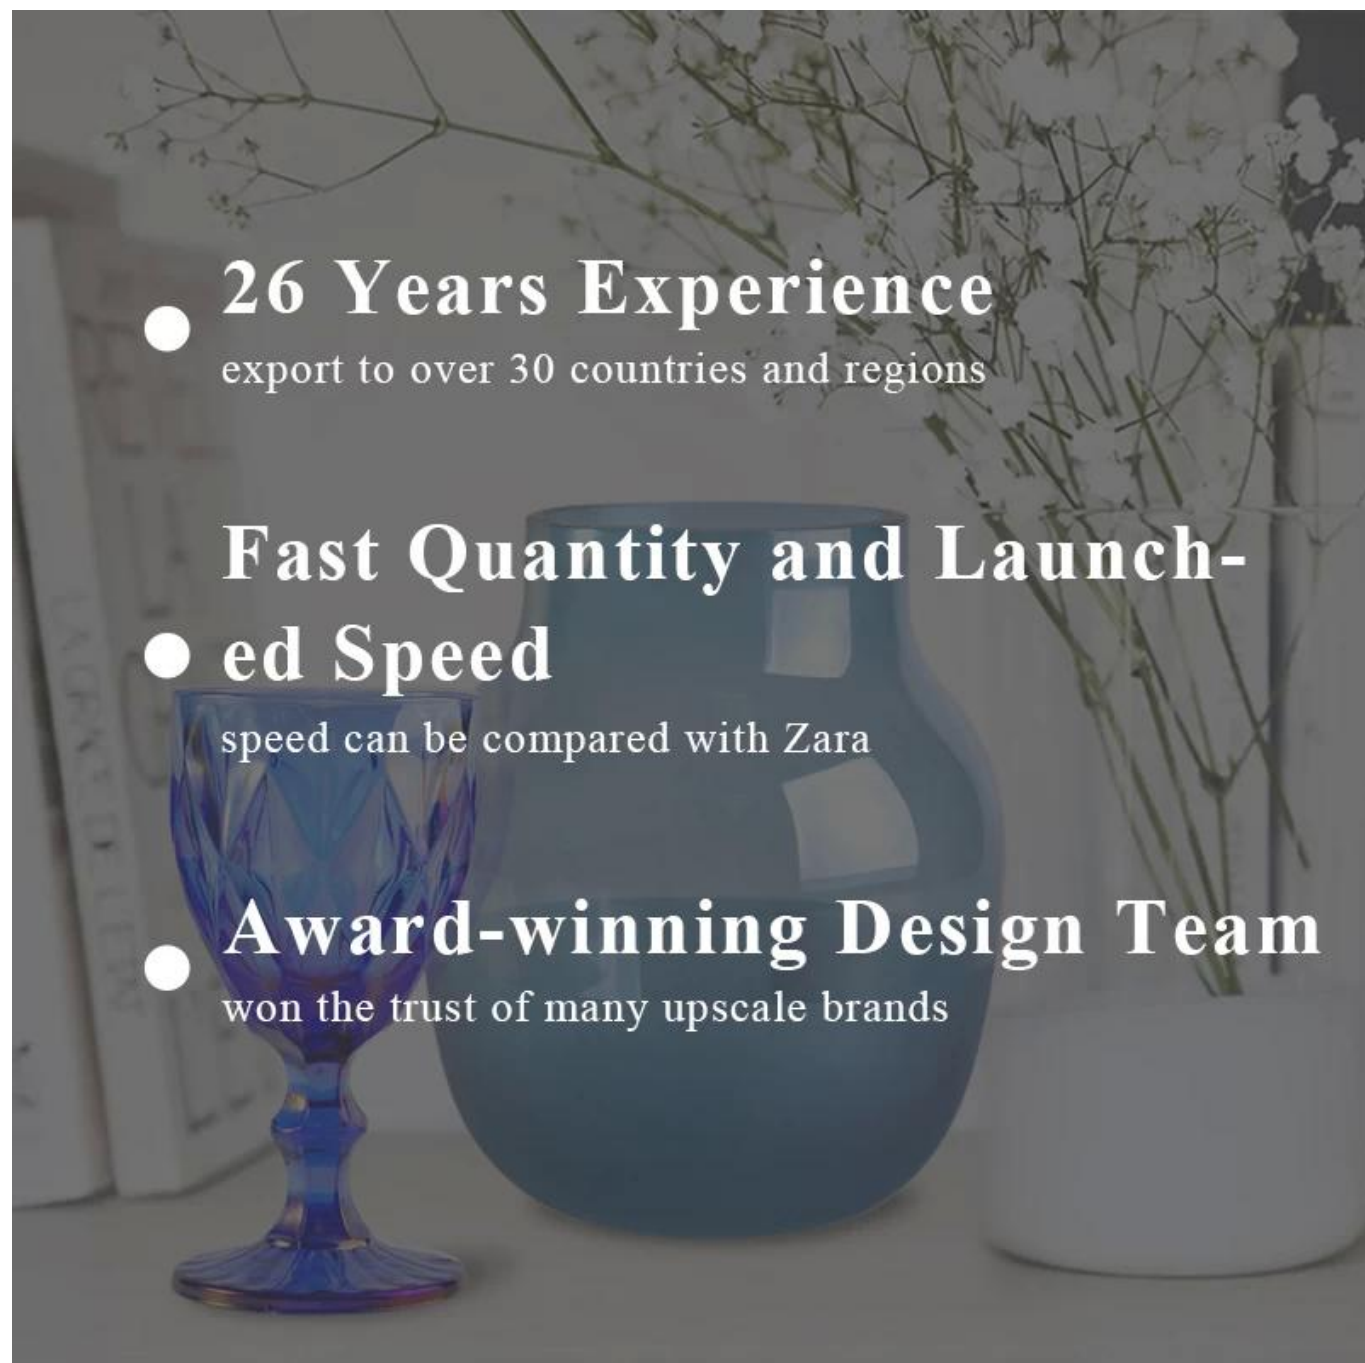 26 Years Experience
export to over 30 countries and regions
Fast Quantity and Launch-
ed Speed
speed can be compared with Zara
Award-winning Design Team
won the trust of many upscale brands